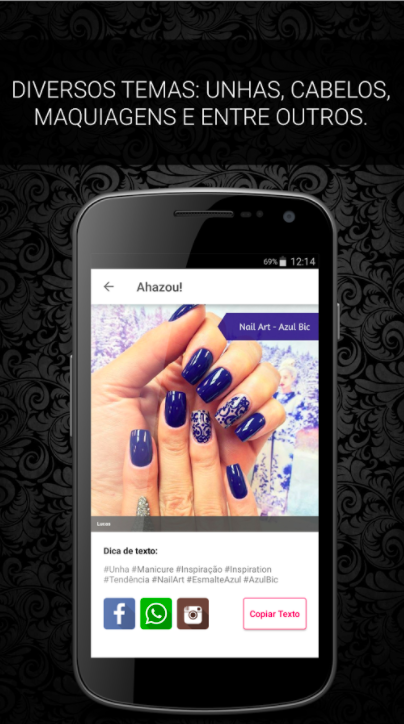 DIVERSOS TEMAS: UNHAS, CABELOS,
MAQUIAGENS E ENTRE OUTROS.
69% 12:14
Ahazou!
Nail Art - Azul Bic
Dica de texto:
#Unha #Manicure #Inspiração #Inspiration
#Tendência #NailArt #EsmalteAzul #AzulBic
Copiar Texto